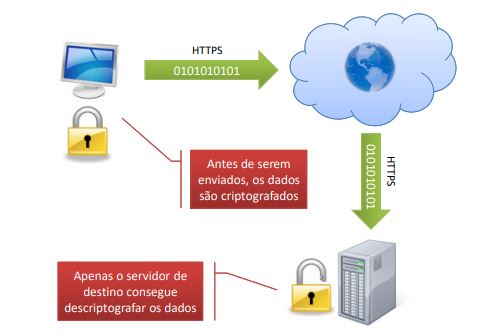 HTTPS
0101010101
HTTPS
0101010101
Antes de serem
enviados, os dados
são criptografados
Apenas o servidor de
destino consegue
descriptografar os dados